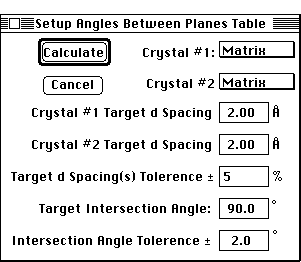 Setup Angles Between Planes Table
Calculate Crystal #1: Matrix
Cancel Crystal #2 Matrix
Crystal #1 Target d Spacing 2.00 Å
Crystal #2 Target d Spacing 2.00 Å
Target d Spacing(s) Tolerence ± 5 %
Target Intersection Angle: 90.0 °
Intersection Angle Tolerence ± 2.0 °